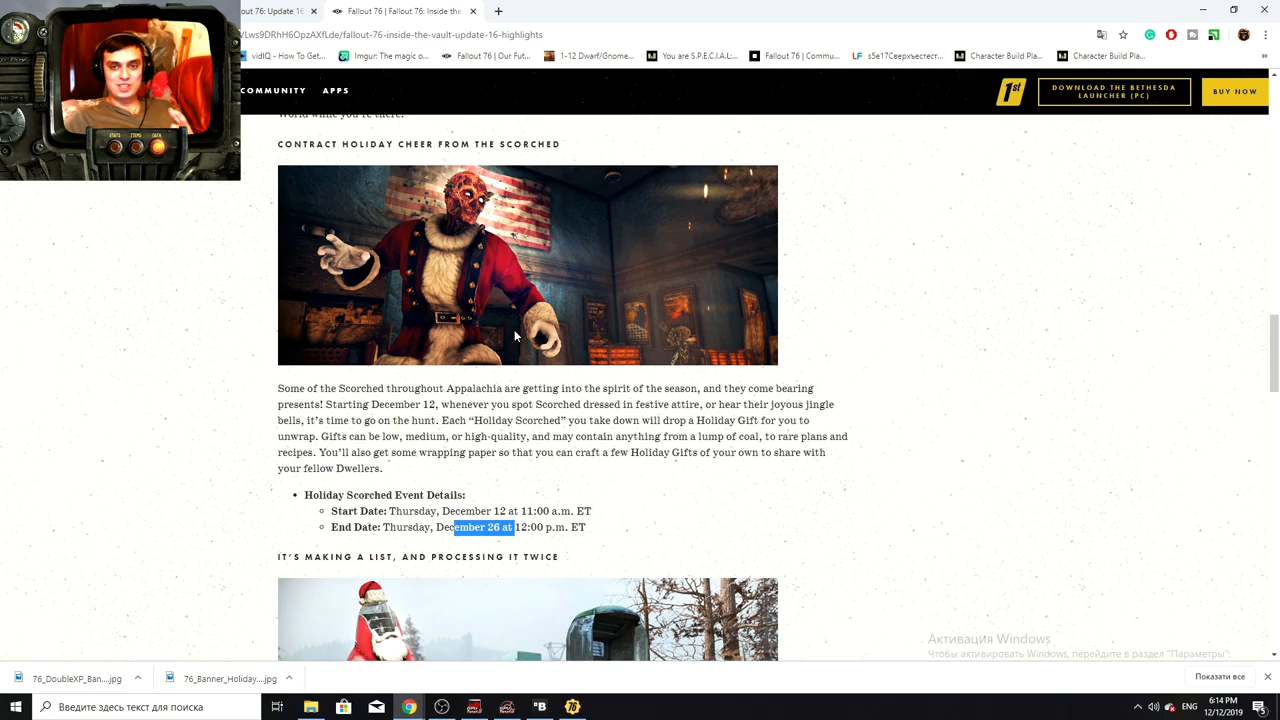 out 76: Update 16
Fallout 76 | Fallout 76: Inside the
VLws9DRhH6OpzAXfLde/fallout-76-inside-the-vault-update-16-highlights
vidIQ - How To Get...
Imgur: The magic o...
Fallout 76 | Our Fut...
1-12 Dwarf/Gnome...
You are S.P.E.C.I.A.L:...
Fallout 76 | Commu...
s5e17Сверхъестест...
Character Build Pla...
Character Build Pla...
COMMUNITY
APPS
1st
DOWNLOAD THE BETHESDA
LAUNCHER (PC)
BUY NOW
World while you're there!
CONTRACT HOLIDAY CHEER FROM THE SCORCHED
STATS
ITEMS
DATA
Some of the Scorched throughout Appalachia are getting into the spirit of the season, and they come bearing
presents! Starting December 12, whenever you spot Scorched dressed in festive attire, or hear their joyous jingle
bells, it's time to go on the hunt. Each “Holiday Scorched” you take down will drop a Holiday Gift for you to
unwrap. Gifts can be low, medium, or high-quality, and may contain anything from a lump of coal, to rare plans and
recipes. You'll also get some wrapping paper so that you can craft a few Holiday Gifts of your own to share with
your fellow Dwellers.
• Holiday Scorched Event Details:
Start Date: Thursday, December 12 at 11:00 a.m. ET
End Date: Thursday, December 26 at 12:00 p.m. ET
IT'S MAKING A LIST, AND PROCESSING IT TWICE
Активация Windows
Чтобы активировать Windows, перейдите в раздел "Параметры":
76_DoubleXP_Ban....jpg
76_Banner_Holiday....jpg
Показати все
Введите здесь текст для поиска
ENG
6:14 PM
12/12/2019